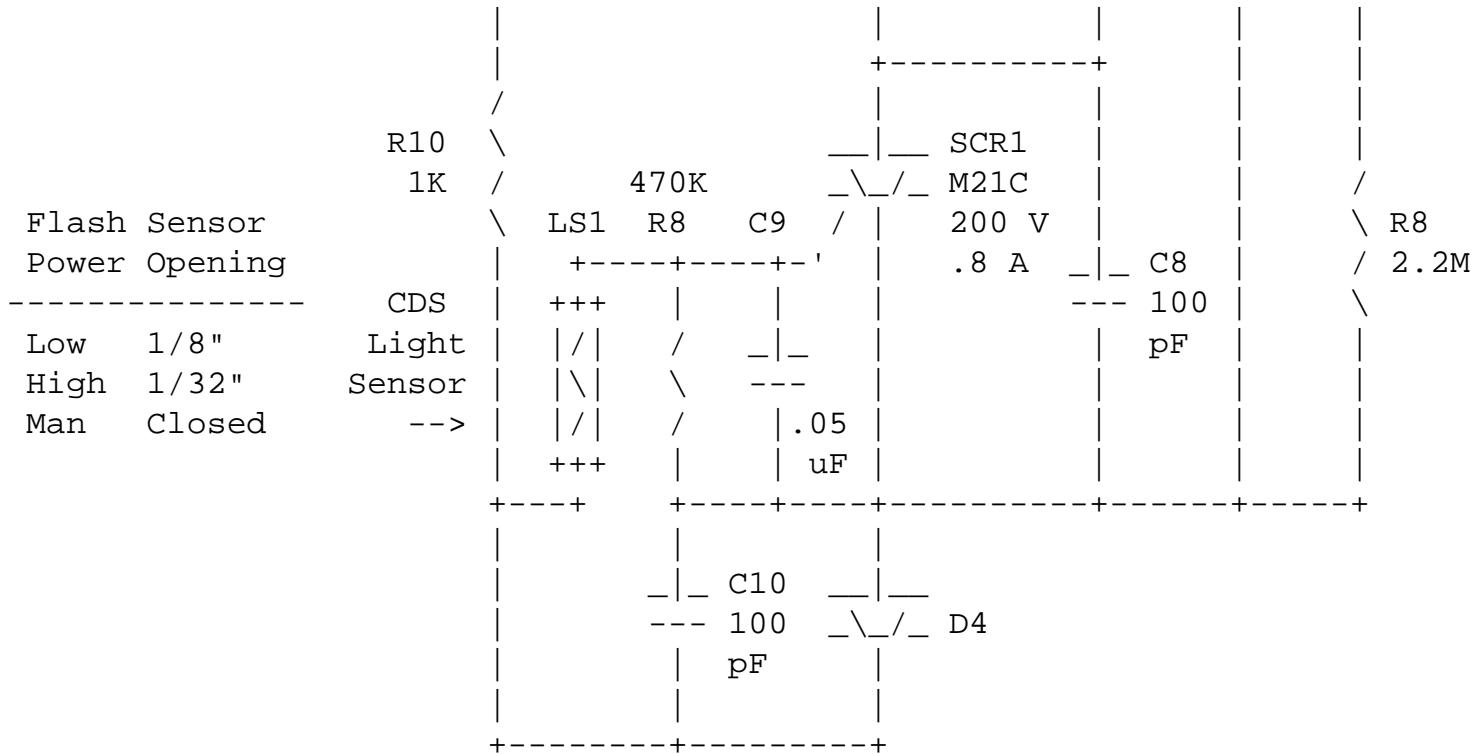 R10 SCR1
1K 470K M21C
Flash Sensor LS1 R8 C9 200 V R8
Power Opening .8 A C8 2.2M
--------------- CDS 100
Low 1/8" Light pF
High 1/32" Sensor
Man Closed --> .05
uF
C10
100 D4
pF